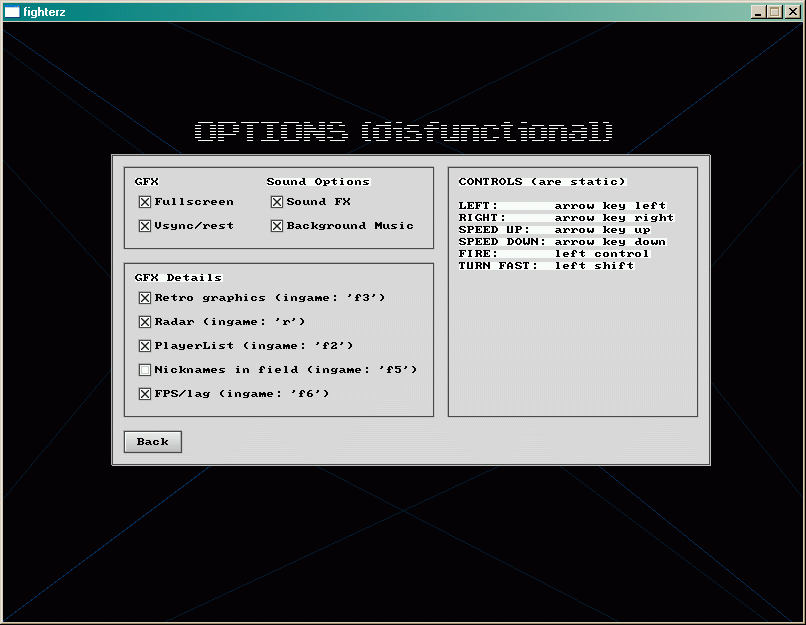 fighterz
OPTIONS (disfunctional)
GFX
Fullscreen
Vsync/rest
Sound Options
Sound FX
Background Music
GFX Details
Retro graphics (ingame: 'f3')
Radar (ingame: 'r')
PlayerList (ingame: 'f2')
Nicknames in field (ingame: 'f5')
FPS/lag (ingame: 'f6')
CONTROLS (are static)
LEFT: arrow key left
RIGHT: arrow key right
SPEED UP: arrow key up
SPEED DOWN: arrow key down
FIRE: left control
TURN FAST: left shift
Back